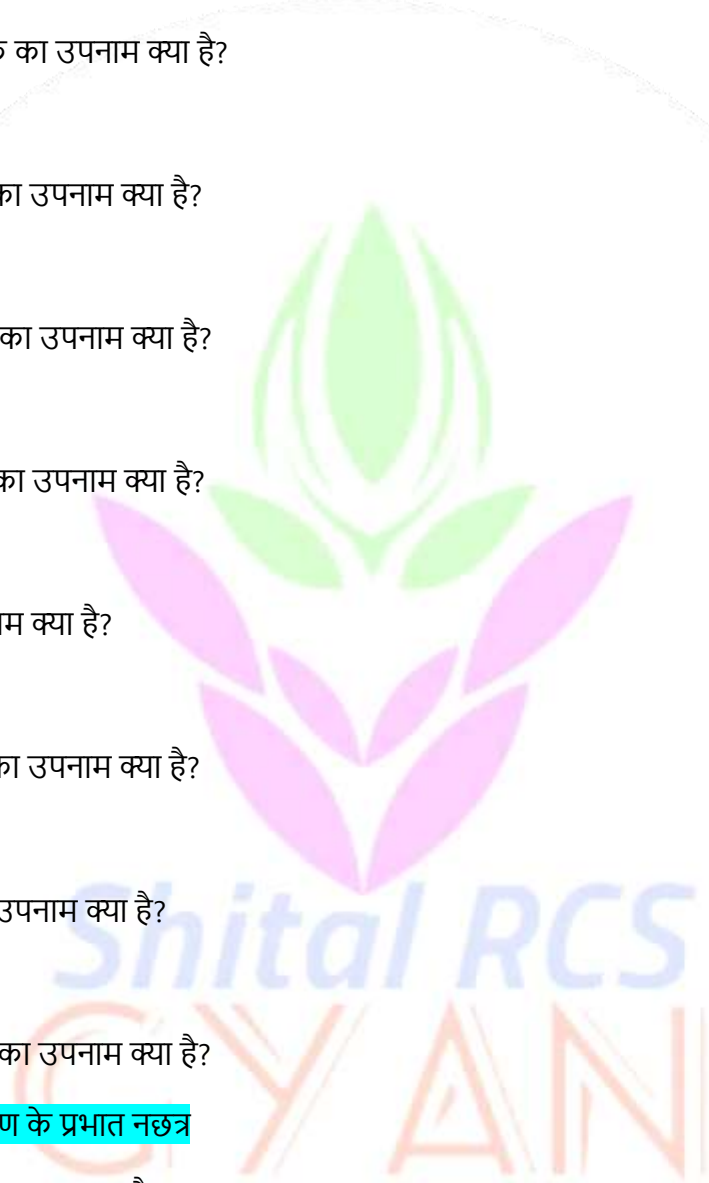 का उपनाम क्या है?
का उपनाम क्या है?
का उपनाम क्या है?
का उपनाम क्या है?
क्या है?
का उपनाम क्या है?
उपनाम क्या है?
का उपनाम क्या है?
के प्रभात नछत्र
Shital RCS
GYAN